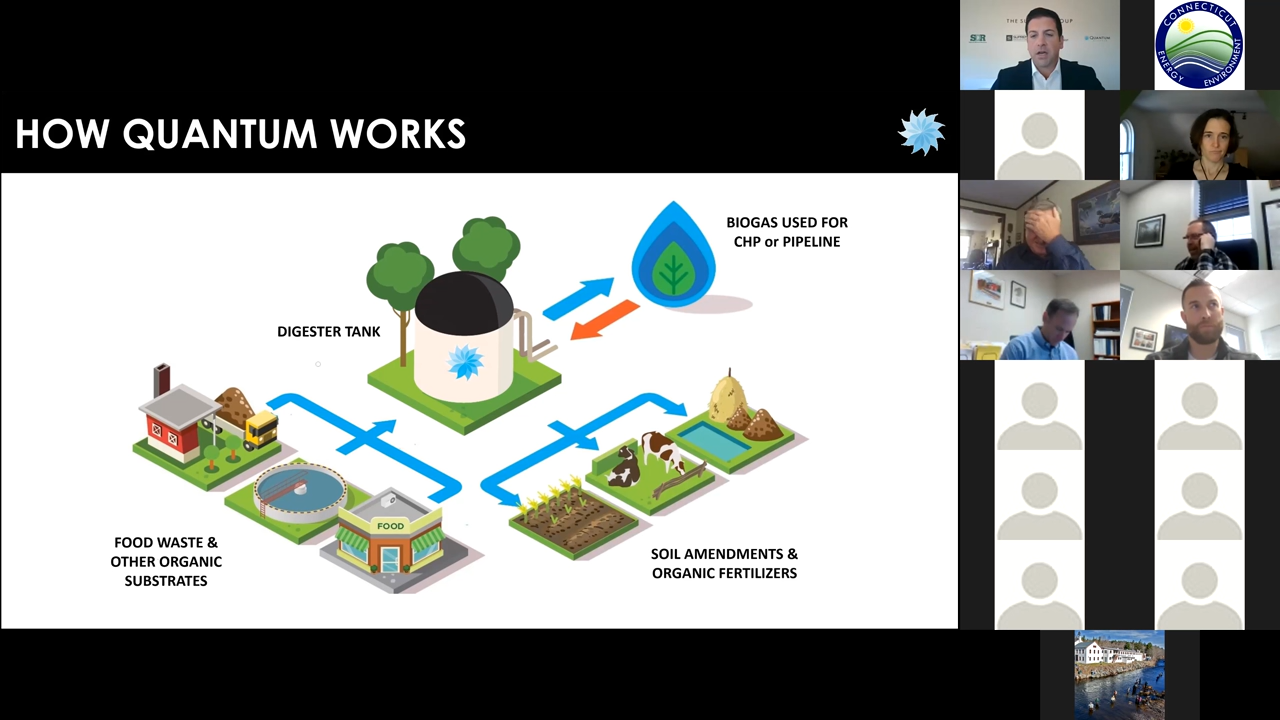 HOW QUANTUM WORKS
BIOGAS USED FOR
CHP or PIPELINE
DIGESTER TANK
FOOD
FOOD WASTE &
OTHER ORGANIC
SUBSTRATES
SOIL AMENDMENTS &
ORGANIC FERTILIZERS
QUANTUM
CONNECTICUT
ENERGY ENVIRONMENT